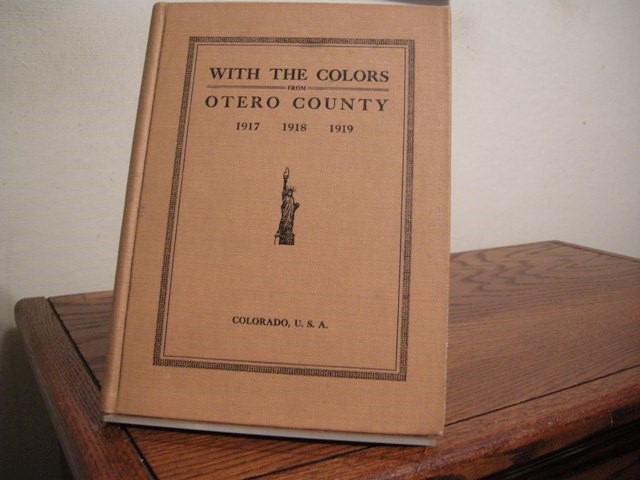 WITH THE COLORS
FROM
OTERO COUNTY
1917 1918 1919
COLORADO, U. S. A.